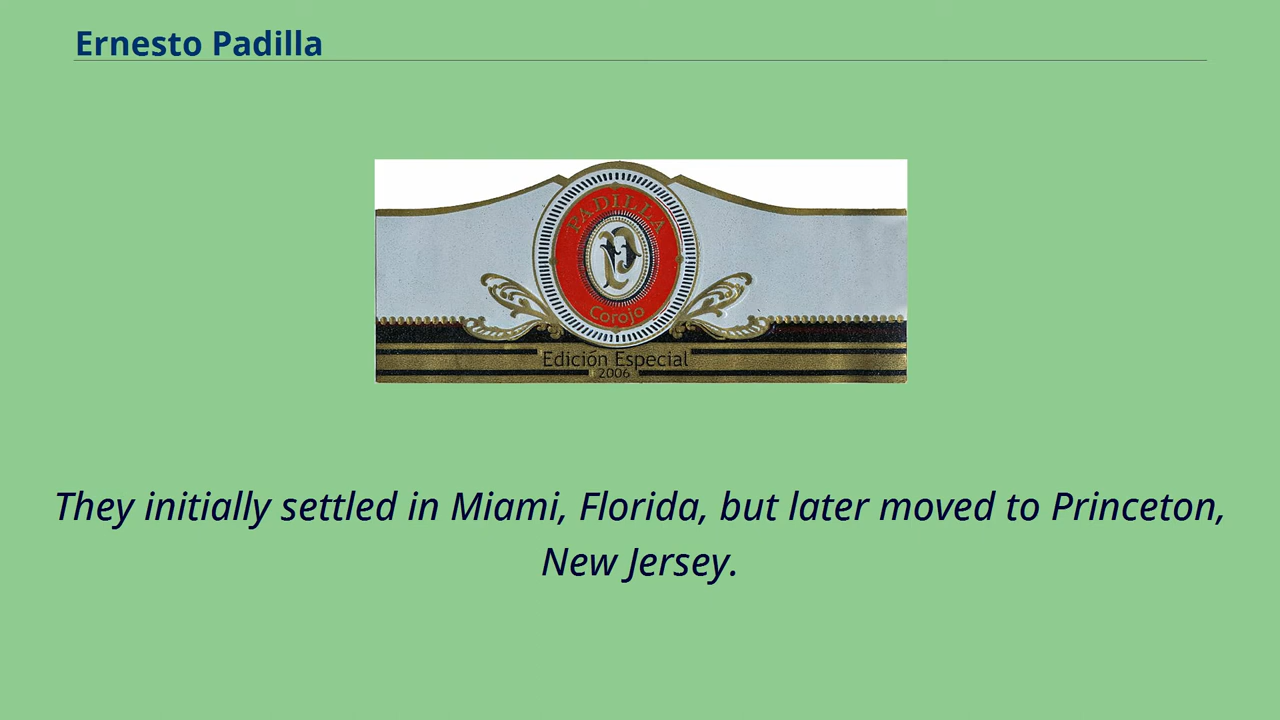 Ernesto Padilla
PADILLA
P
Corojo
Edición Especial
2006
They initially settled in Miami, Florida, but later moved to Princeton,
New Jersey.